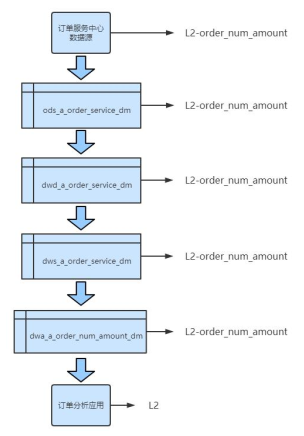 订单服务中心
数据源
L2-order_num_amount
ods_a_order_service_dm
L2-order_num_amount
dwd_a_order_service_dm
L2-order_num_amount
dws_a_order_service_dm
L2-order_num_amount
dwa_a_order_num_amount_dm
L2-order_num_amount
订单分析应用
L2